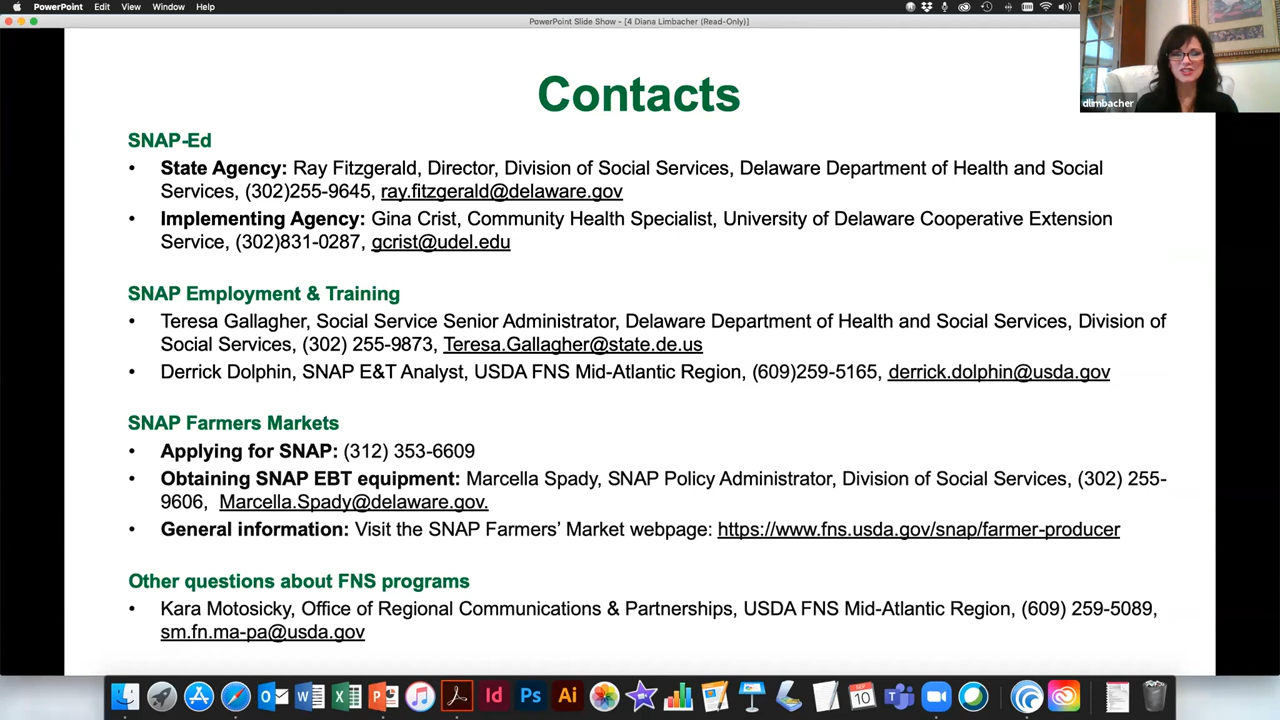 PowerPoint Edit View Window Help
PowerPoint Slide Show - [4 Diana Limbacher (Read-Only)]
dlimbacher
Contacts
SNAP-Ed
• State Agency: Ray Fitzgerald, Director, Division of Social Services, Delaware Department of Health and Social
Services, (302)255-9645, ray.fitzgerald@delaware.gov
• Implementing Agency: Gina Crist, Community Health Specialist, University of Delaware Cooperative Extension
Service, (302)831-0287, gcrist@udel.edu
SNAP Employment & Training
• Teresa Gallagher, Social Service Senior Administrator, Delaware Department of Health and Social Services, Division of
Social Services, (302) 255-9873, Teresa.Gallagher@state.de.us
• Derrick Dolphin, SNAP E&T Analyst, USDA FNS Mid-Atlantic Region, (609)259-5165, derrick.dolphin@usda.gov
SNAP Farmers Markets
• Applying for SNAP: (312) 353-6609
• Obtaining SNAP EBT equipment: Marcella Spady, SNAP Policy Administrator, Division of Social Services, (302) 255-
9606, Marcella.Spady@delaware.gov.
• General information: Visit the SNAP Farmers’ Market webpage: https://www.fns.usda.gov/snap/farmer-producer
Other questions about FNS programs
• Kara Motosicky, Office of Regional Communications & Partnerships, USDA FNS Mid-Atlantic Region, (609) 259-5089,
sm.fn.ma-pa@usda.gov
Id Ps Ai SEP 10